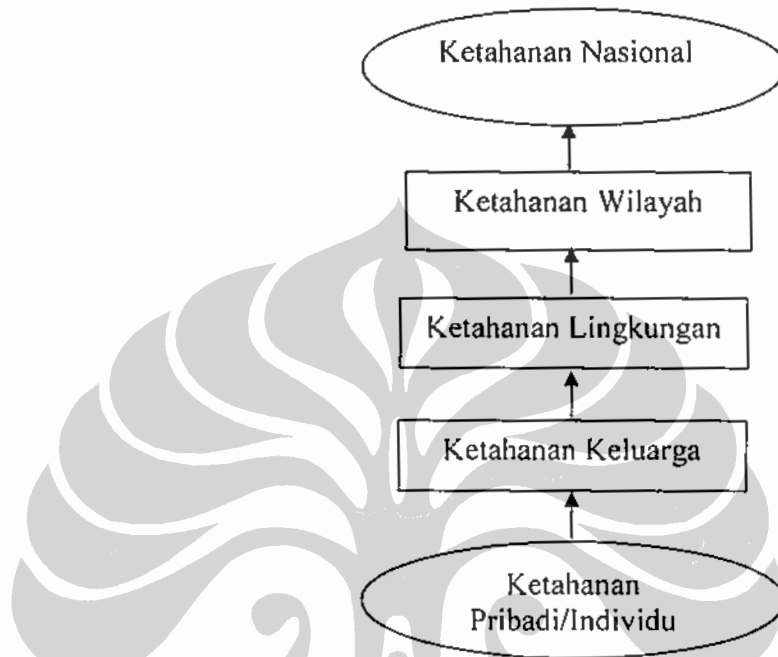 Ketahanan Nasional
Ketahanan Wilayah
Ketahanan Lingkungan
Ketahanan Keluarga
Ketahanan
Pribadi/Individu